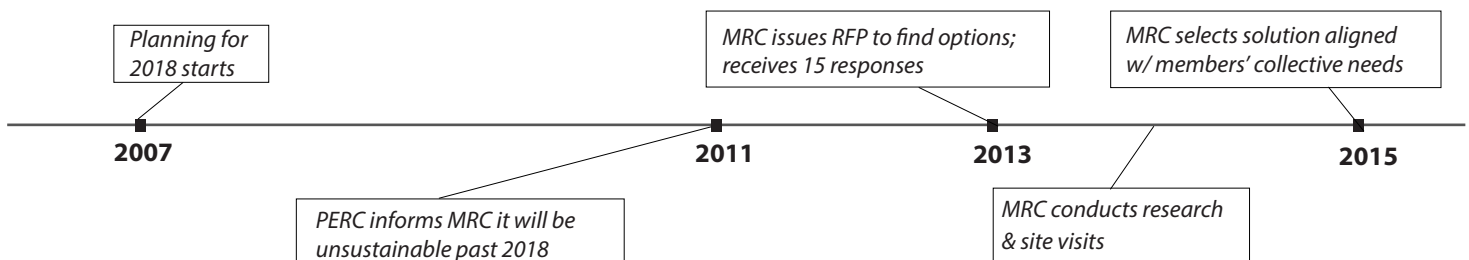 Planning for
2018 starts
MRC issues RFP to find options;
receives 15 responses
MRC selects solution aligned
w/ members' collective needs
2007
2011
2013
2015
PERC informs MRC it will be
unsustainable past 2018
MRC conducts research
& site visits